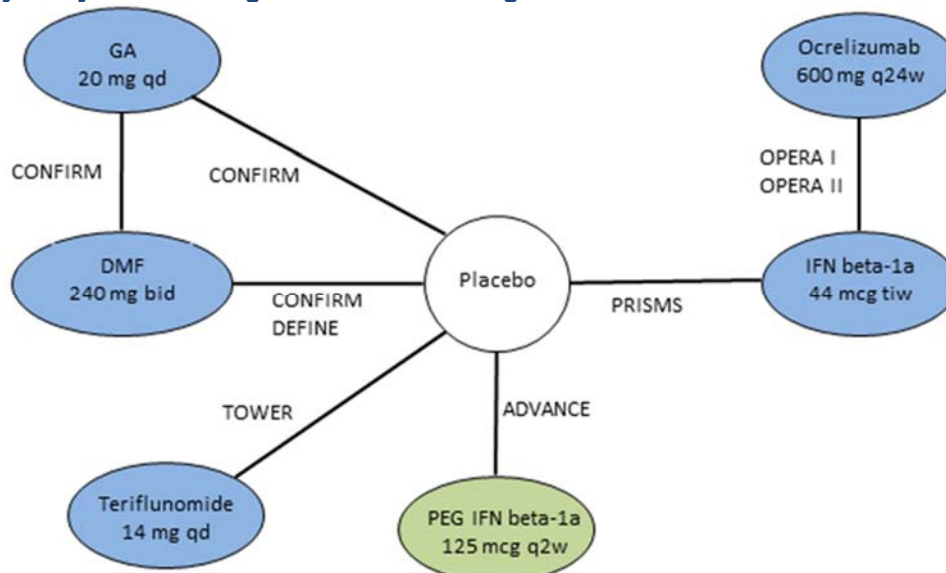 GA
20 mg qd
Ocrelizumab
600 mg q24w
CONFIRM
CONFIRM
OPERA I
OPERA II
DMF
240 mg bid
Placebo
IFN beta-1a
44 mcg tiw
CONFIRM
DEFINE
PRISMS
TOWER
ADVANCE
Teriflunomide
14 mg qd
PEG IFN beta-1a
125 mcg q2w